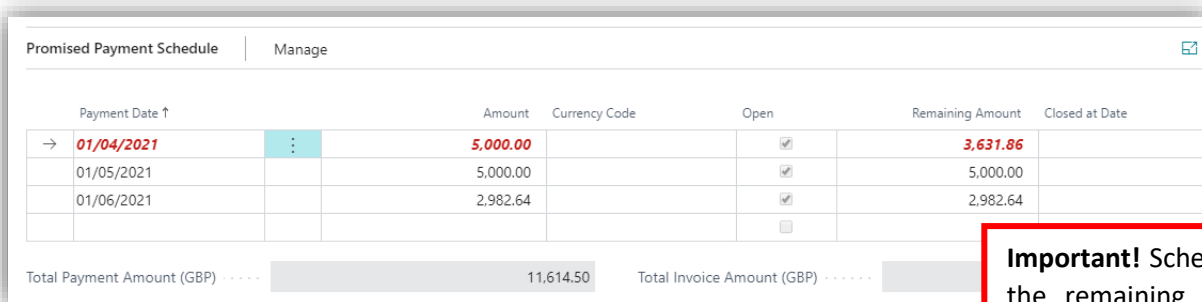 Promised Payment Schedule Manage
Payment Date ↑ Amount Currency Code Open Remaining Amount Closed at Date
→ 01/04/2021 5,000.00 3,631.86
01/05/2021 5,000.00 5,000.00
01/06/2021 2,982.64 2,982.64
Total Payment Amount (GBP) 11,614.50 Total Invoice Amount (GBP)
Important! Sche
the remaining